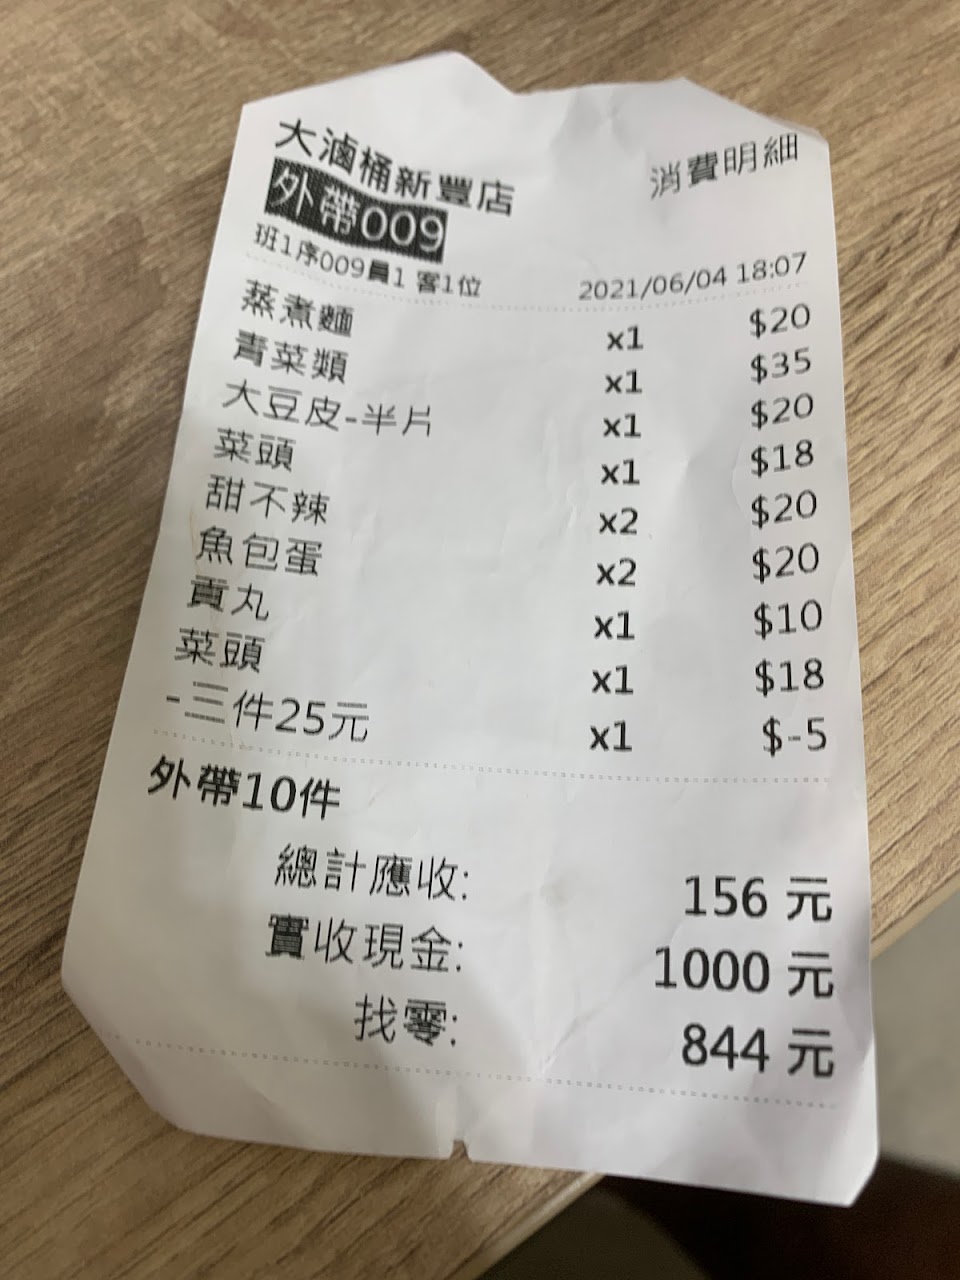 大滷桶新豐店 消費明細
外帶009
班1序009員1 客1位 2021/06/04 18:07
蒸煮麵 x1 $20
青菜類 x1 $35
大豆皮-半片 x1 $20
菜頭 x1 $18
甜不辣 x2 $20
魚包蛋 x2 $20
貢丸 x1 $10
菜頭 x1 $18
-三件25元 x1 $-5
外帶10件
總計應收: 156 元
實收現金: 1000 元
找零: 844 元